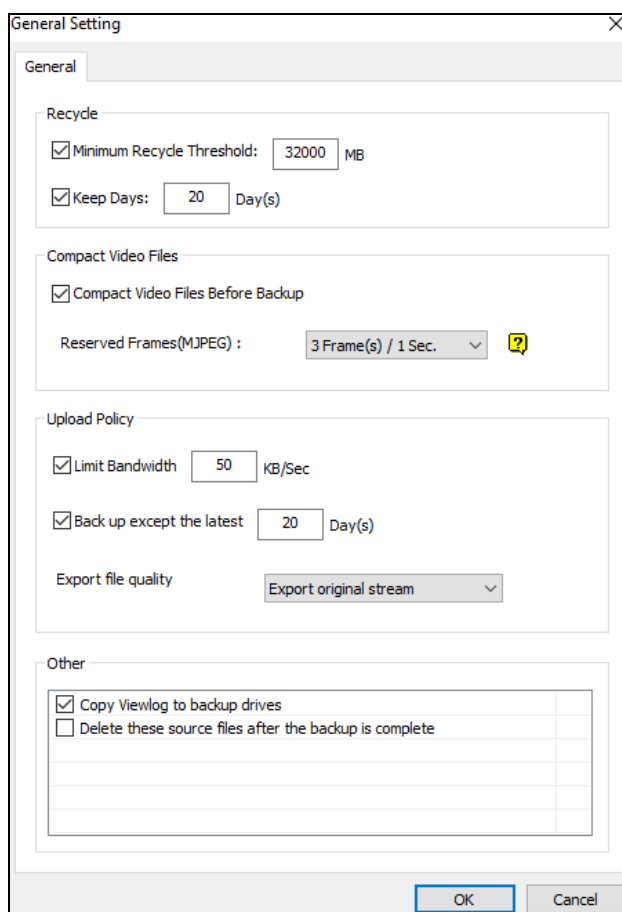 General Setting
General
Recycle
Minimum Recycle Threshold: 32000 MB
Keep Days: 20 Day(s)
Compact Video Files
Compact Video Files Before Backup
Reserved Frames(MJPEG) : 3 Frame(s) / 1 Sec. ?
Upload Policy
Limit Bandwidth 50 KB/Sec
Back up except the latest 20 Day(s)
Export file quality Export original stream
Other
Copy Viewlog to backup drives
Delete these source files after the backup is complete
OK Cancel